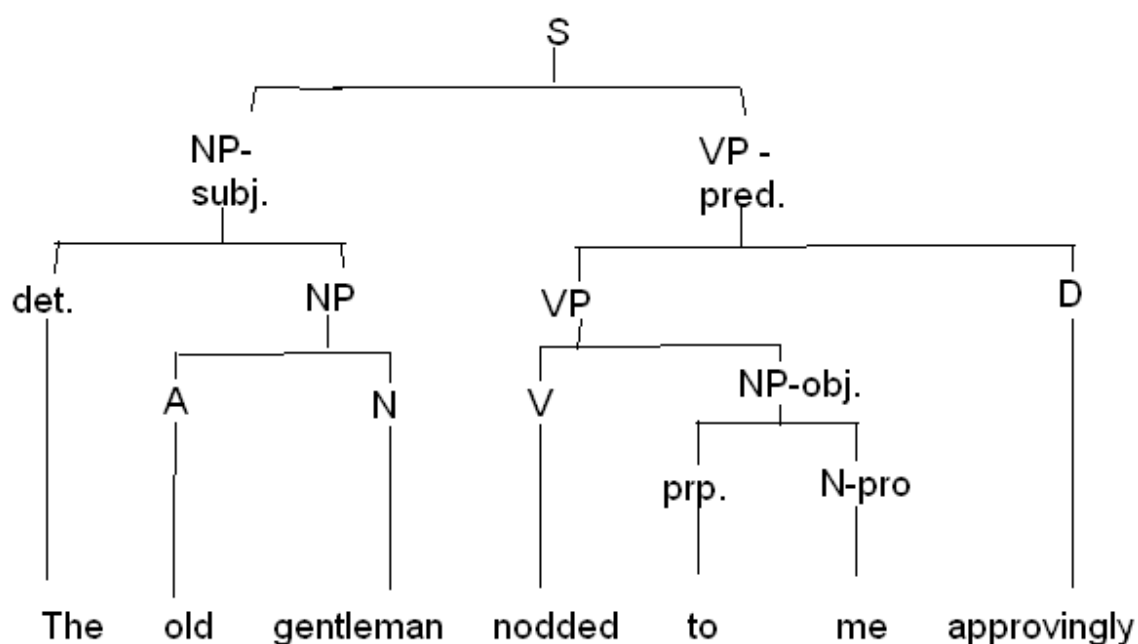 S
NP- VP -
subj. pred.
det. NP VP D
A N V NP-obj.
prp. N-pro
The old gentleman nodded to me approvingly